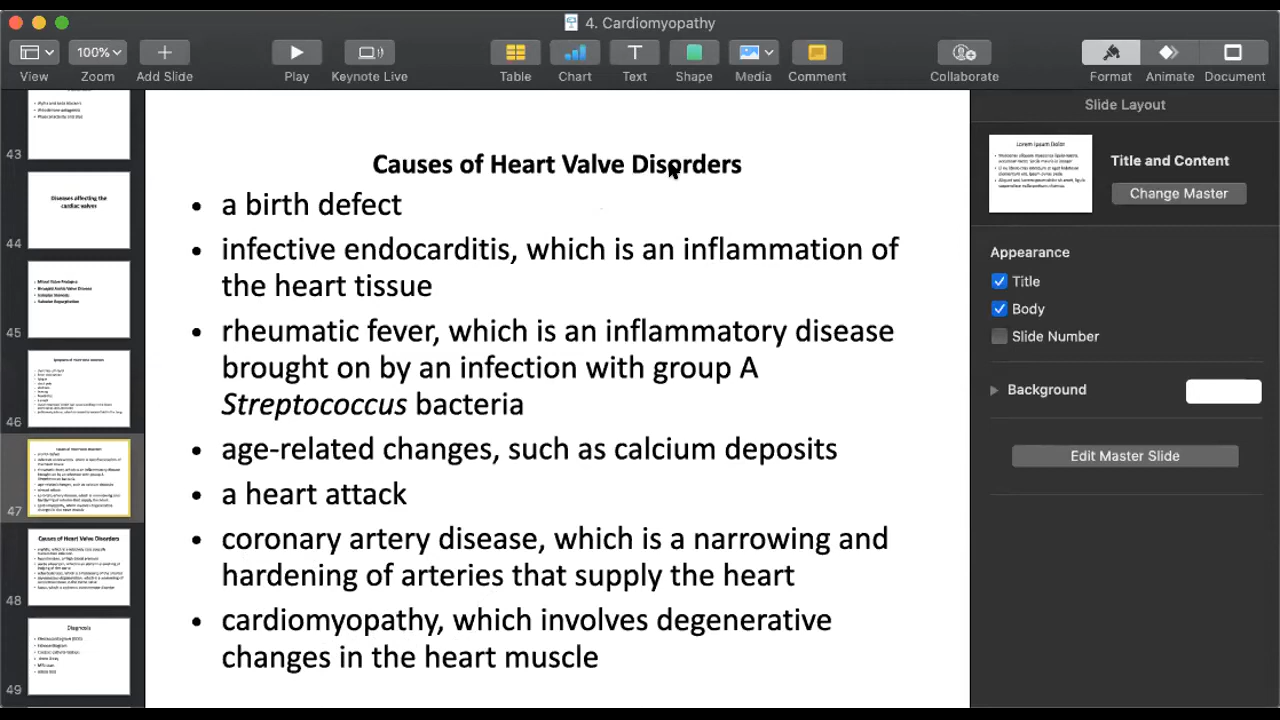 4. Cardiomyopathy
100%
View
Zoom
Add Slide
Play
Keynote Live
Table
Chart
Text
Shape
Media
Comment
Collaborate
Format
Animate
Document
43
Diseases affecting the
cardiac valves
44
Mitral Valve Prolapse
Bicuspid Aortic Valve Disease
Valvular Stenosis
Valvular Regurgitation
45
46
47
Causes of Heart Valve Disorders
48
Diagnosis
49
Causes of Heart Valve Disorders
• a birth defect
• infective endocarditis, which is an inflammation of
the heart tissue
• rheumatic fever, which is an inflammatory disease
brought on by an infection with group A
Streptococcus bacteria
• age-related changes, such as calcium deposits
• a heart attack
• coronary artery disease, which is a narrowing and
hardening of arteries that supply the heart
• cardiomyopathy, which involves degenerative
changes in the heart muscle
Slide Layout
Lorem Ipsum Dolor
Title and Content
Change Master
Appearance
Title
Body
Slide Number
Background
Edit Master Slide